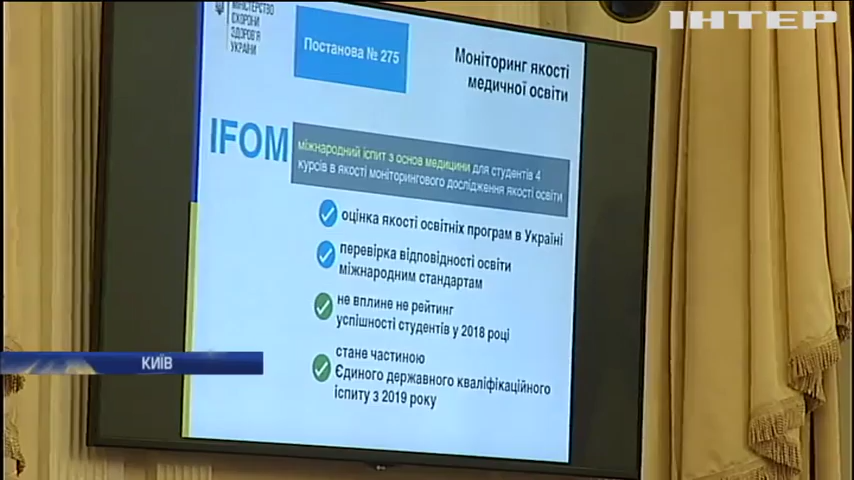 ІНТЕР
МІНІСТЕРСТВО
ОХОРОНИ
ЗДОРОВ'Я
УКРАЇНИ
Постанова № 275
Моніторинг якості
медичної освіти
IFOM
міжнародний іспит з основ медицини для студентів 4
курсів в якості моніторингового дослідження якості освіти
оцінка якості освітніх програм в Україні
перевірка відповідності освіти
міжнародним стандартам
не вплине не рейтинг
успішності студентів у 2018 році
стане частиною
Єдиного державного кваліфікаційного
іспиту з 2019 року
КИЇВ